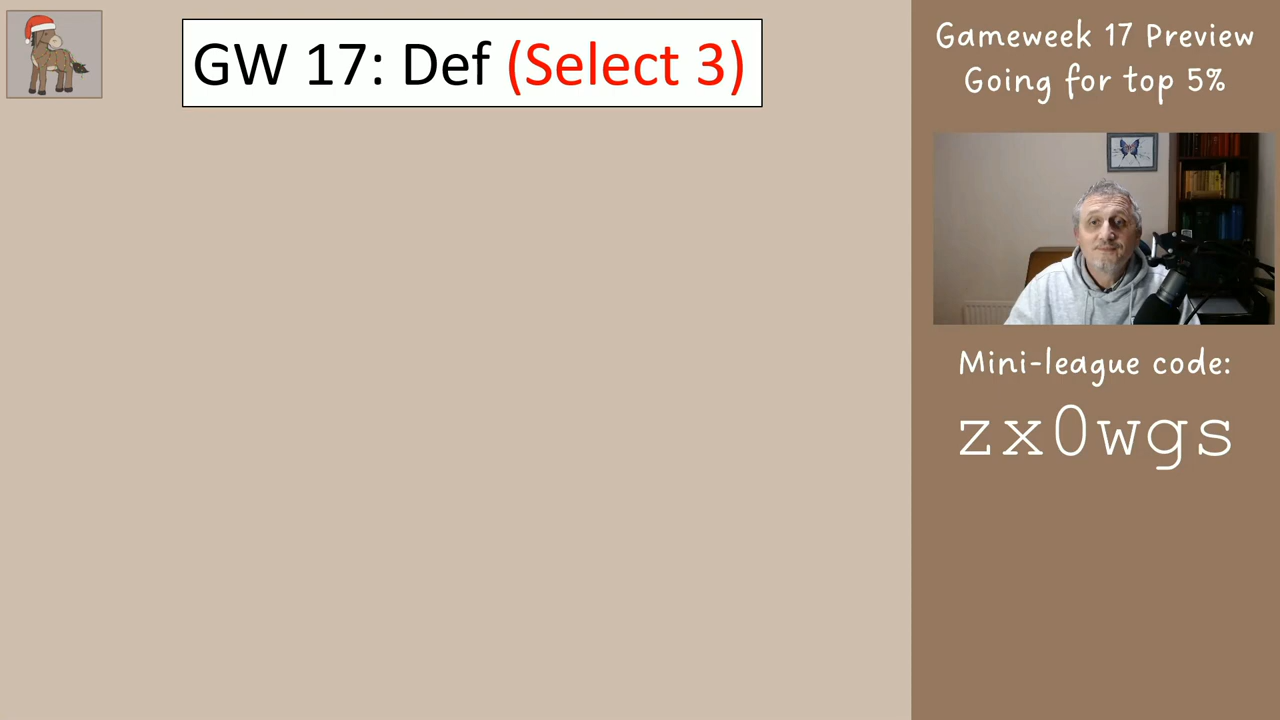 GW 17: Def (Select 3)
Gameweek 17 Preview
Going for top 5%
Mini-league code:
zx0wgs